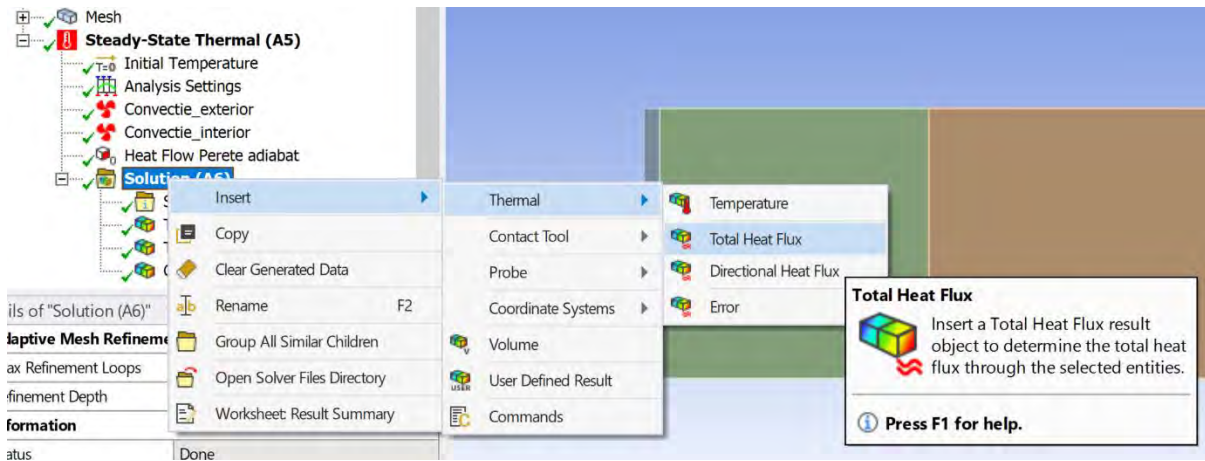 Mesh
Steady-State Thermal (A5)
T=0 Initial Temperature
Analysis Settings
Convectie_exterior
Convectie_interior
Heat Flow Perete adiabat
Solution (A6)
S
T
T
Insert
Copy
Clear Generated Data
Rename F2
Group All Similar Children
Open Solver Files Directory
Worksheet: Result Summary
Thermal
Contact Tool
Probe
Coordinate Systems
Volume
USER User Defined Result
Commands
Temperature
Total Heat Flux
Directional Heat Flux
Error
Total Heat Flux
Insert a Total Heat Flux result
object to determine the total heat
flux through the selected entities.
Press F1 for help.
ils of "Solution (A6)"
daptive Mesh Refineme
ax Refinement Loops
efinement Depth
formation
tatus Done